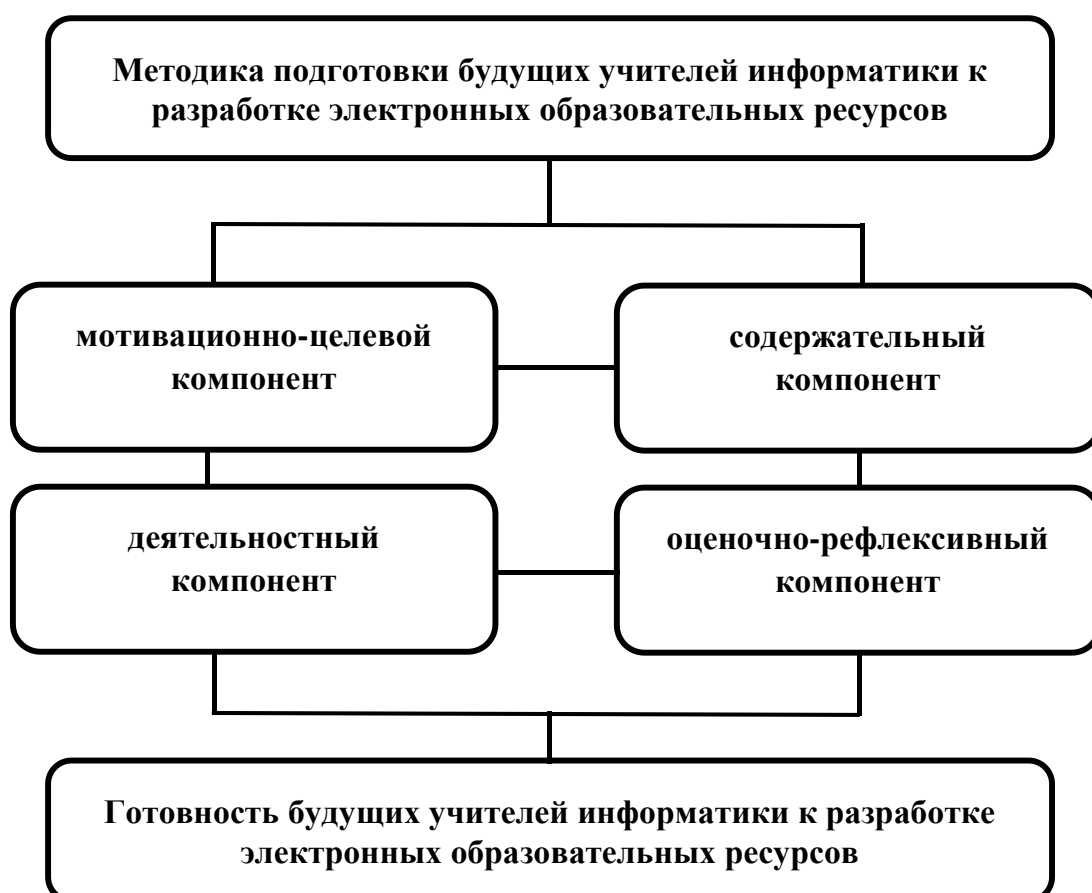 Методика подготовки будущих учителей информатики к
разработке электронных образовательных ресурсов
мотивационно-целевой
компонент
содержательный
компонент
деятельностный
компонент
оценочно-рефлексивный
компонент
Готовность будущих учителей информатики к разработке
электронных образовательных ресурсов